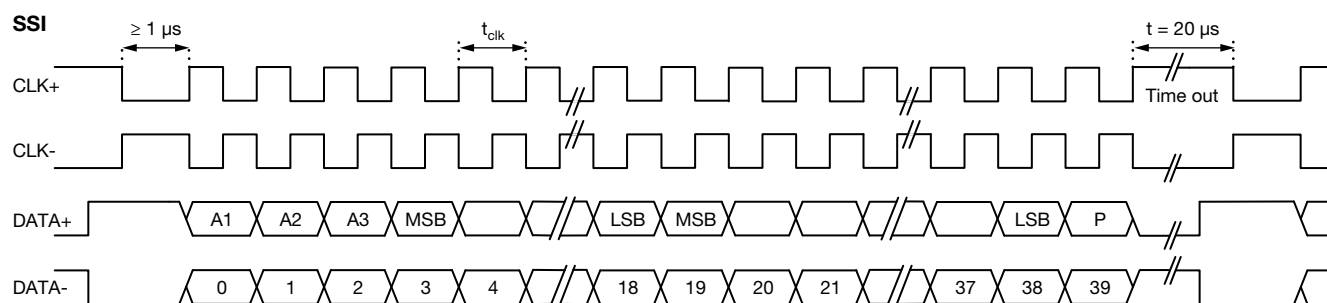 SSI
≥ 1 µs
t_clk
t = 20 µs
CLK+
Time out
CLK-
DATA+
A1 A2 A3 MSB LSB MSB LSB P
DATA-
0 1 2 3 4 18 19 20 21 37 38 39